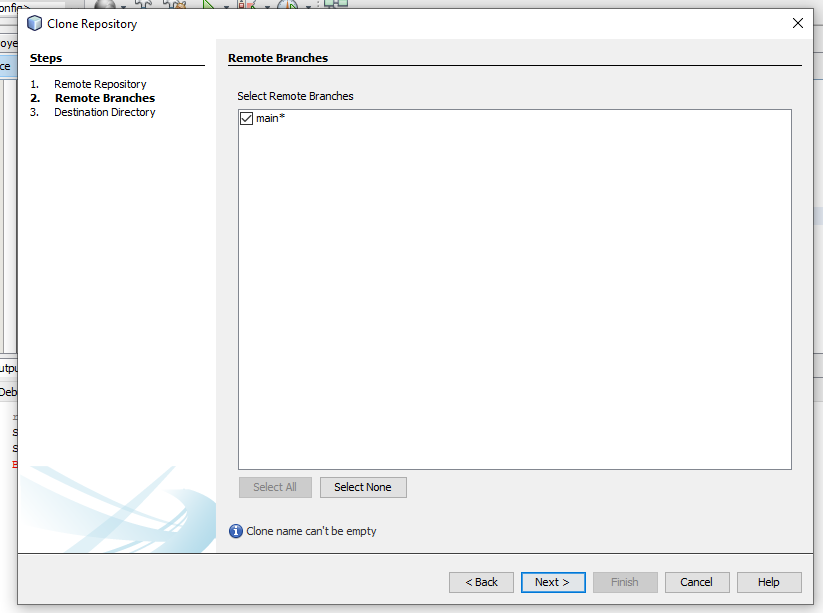 Clone Repository
Steps
1. Remote Repository
2. Remote Branches
3. Destination Directory
Remote Branches
Select Remote Branches
main*
Select All
Select None
Clone name can't be empty
< Back
Next >
Finish
Cancel
Help